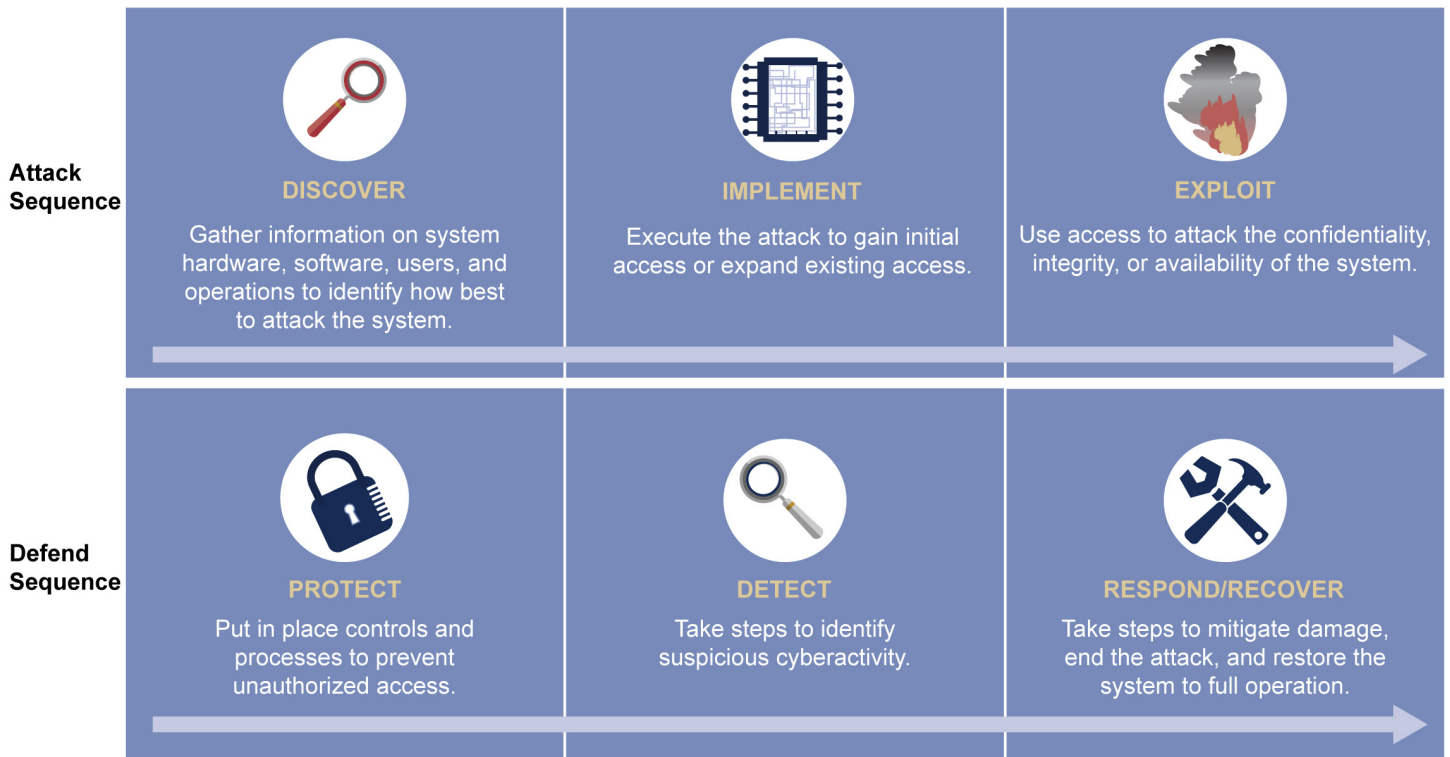 Attack
Sequence
DISCOVER
Gather information on system
hardware, software, users, and
operations to identify how best
to attack the system.
IMPLEMENT
Execute the attack to gain initial
access or expand existing access.
EXPLOIT
Use access to attack the confidentiality,
integrity, or availability of the system.
Defend
Sequence
PROTECT
Put in place controls and
processes to prevent
unauthorized access.
DETECT
Take steps to identify
suspicious cyberactivity.
RESPOND/RECOVER
Take steps to mitigate damage,
end the attack, and restore the
system to full operation.